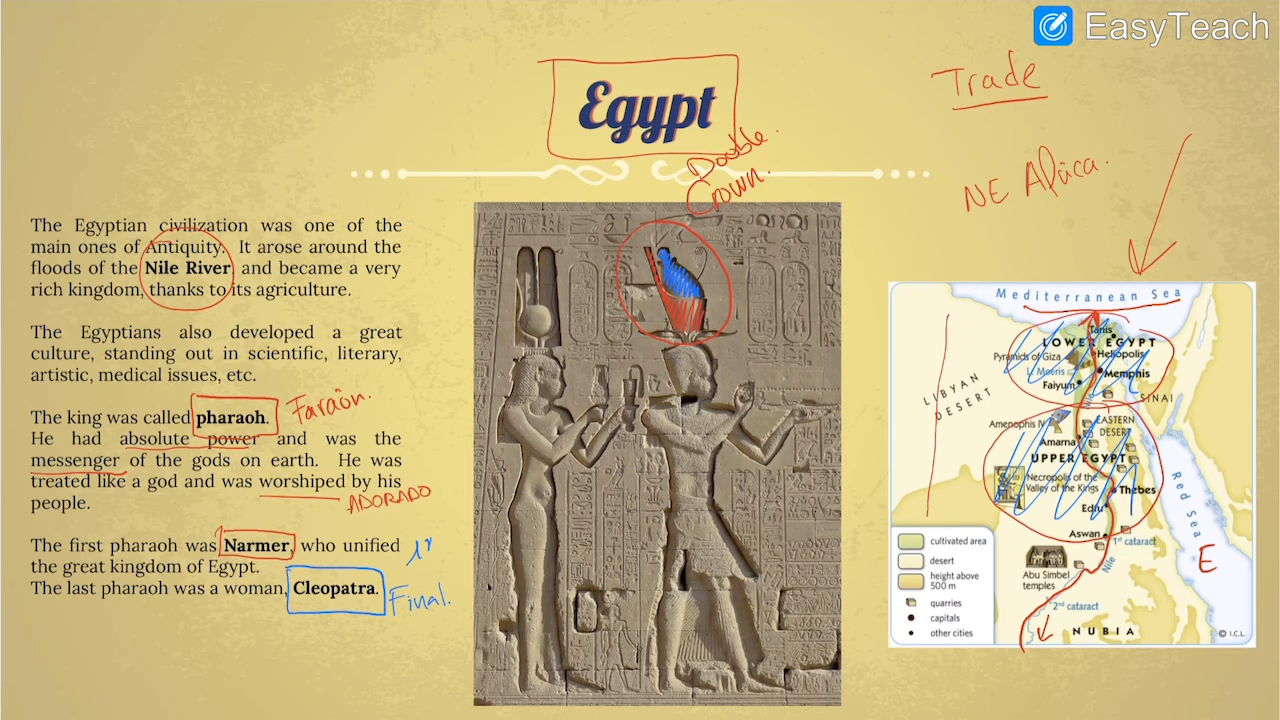 EasyTeach
Trade
Egypt
Double
Crown.
NE Africa.
The Egyptian civilization was one of the
main ones of Antiquity. It arose around the
floods of the Nile River and became a very
rich kingdom, thanks to its agriculture.
The Egyptians also developed a great
culture, standing out in scientific, literary,
artistic, medical issues, etc.
The king was called pharaoh.
Faraón.
He had absolute power and was the
messenger of the gods on earth. He was
treated like a god and was worshiped by his
people.
ADORADO
The first pharaoh was Narmer, who unified
the great kingdom of Egypt.
The last pharaoh was a woman, Cleopatra.
Final.
Mediterranean Sea
Tanis
LOWER EGYPT
Pyramids of Giza
Heliopolis
L. Moeris
Memphis
Faiyum
SINAI
LIBYAN
DESERT
Amenophis IV
EASTERN
DESERT
Amarna
UPPER EGYPT
Necropolis of the
Valley of the Kings
Thebes
Edfu
Red Sea
E
Aswan
1st cataract
Nile
Abu Simbel
temples
2nd cataract
NUBIA
cultivated area
desert
height above
500 m
quarries
capitals
other cities
© I.C.L.